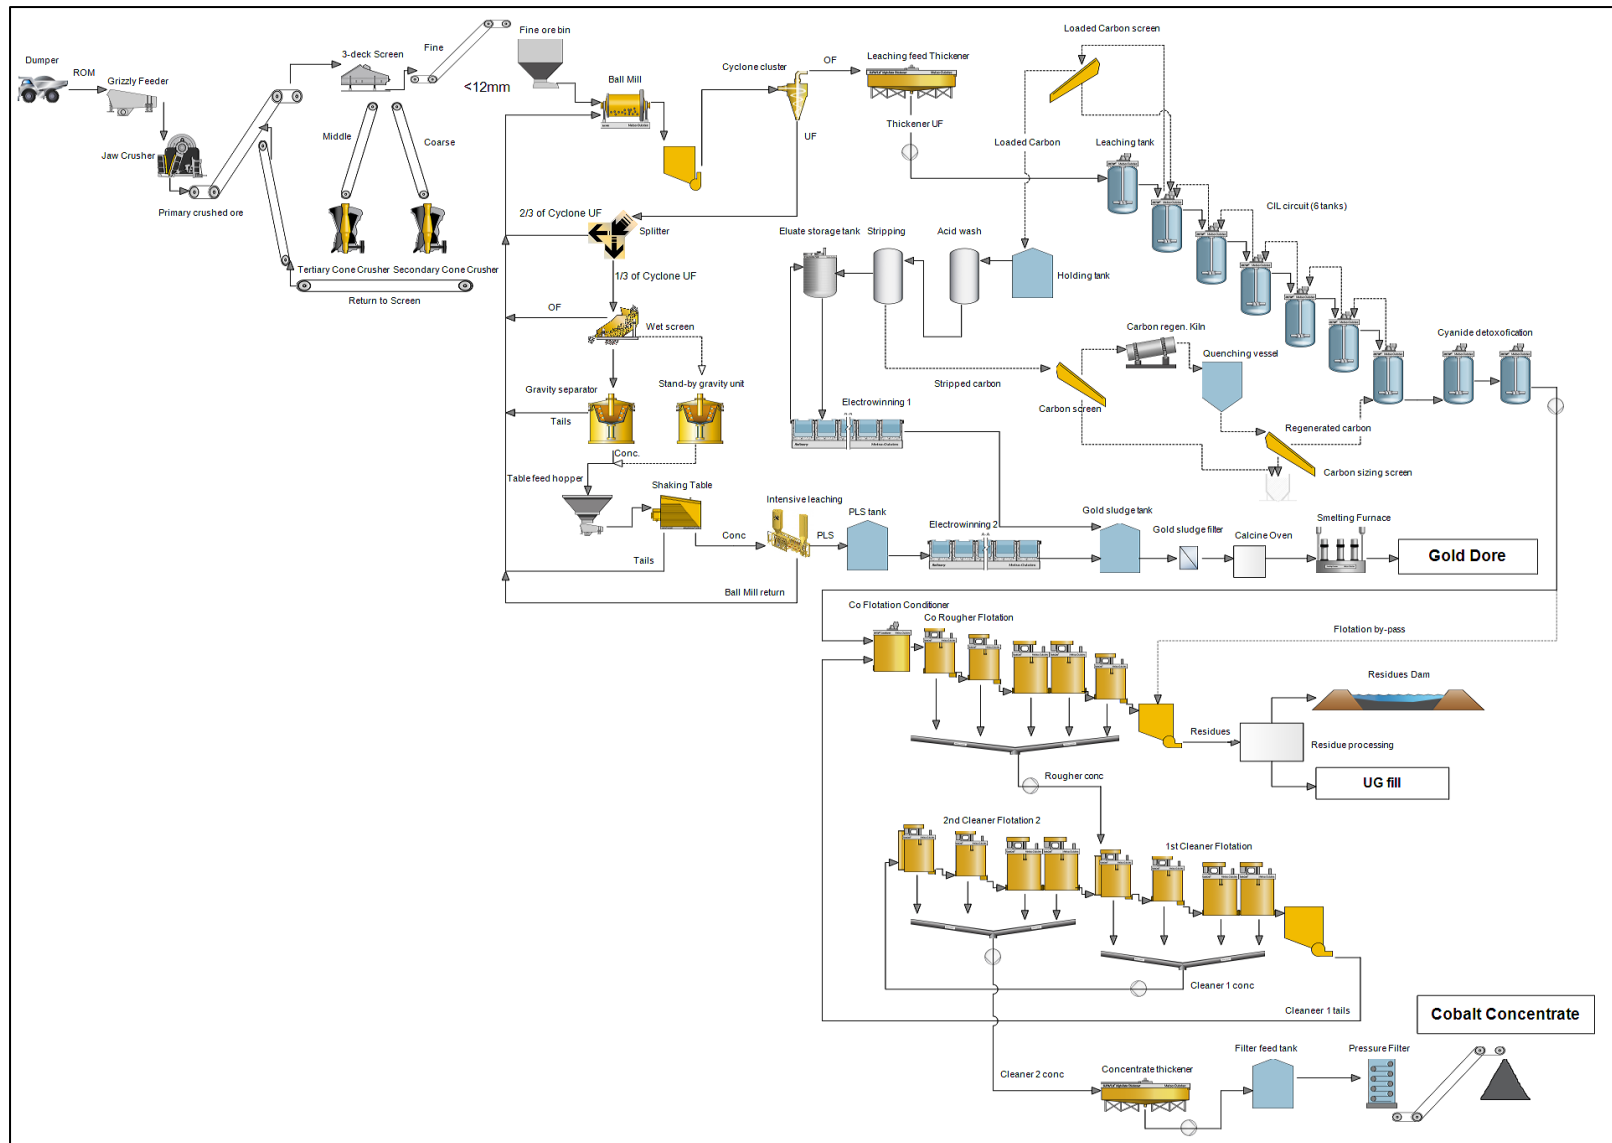 Dumper
ROM
Grizzly Feeder
Jaw Crusher
Primary crushed ore
3-deck Screen
Fine
Middle
Coarse
Tertiary Cone Crusher
Secondary Cone Crusher
Return to Screen
Fine ore bin
<12mm
Ball Mill
Cyclone cluster
OF
UF
Leaching feed Thickener
Thickener UF
Loaded Carbon screen
Loaded Carbon
Leaching tank
CIL circuit (6 tanks)
2/3 of Cyclone UF
Splitter
1/3 of Cyclone UF
OF
Wet screen
Gravity separator
Stand-by gravity unit
Tails
Conc.
Table feed hopper
Shaking Table
Conc
Tails
Ball Mill return
Intensive leaching
PLS
PLS tank
Eluate storage tank
Stripping
Acid wash
Holding tank
Stripped carbon
Carbon regen. Kiln
Quenching vessel
Carbon screen
Regenerated carbon
Carbon sizing screen
Cyanide detoxofication
Electrowinning 1
Electrowinning 2
Gold sludge tank
Gold sludge filter
Calcine Oven
Smelting Furnace
Gold Dore
Co Flotation Conditioner
Co Rougher Flotation
Flotation by-pass
Residues Dam
Residues
Residue processing
UG fill
Rougher conc
2nd Cleaner Flotation 2
1st Cleaner Flotation
Cleaner 1 conc
Cleaneer 1 tails
Cobalt Concentrate
Cleaner 2 conc
Concentrate thickener
Filter feed tank
Pressure Filter